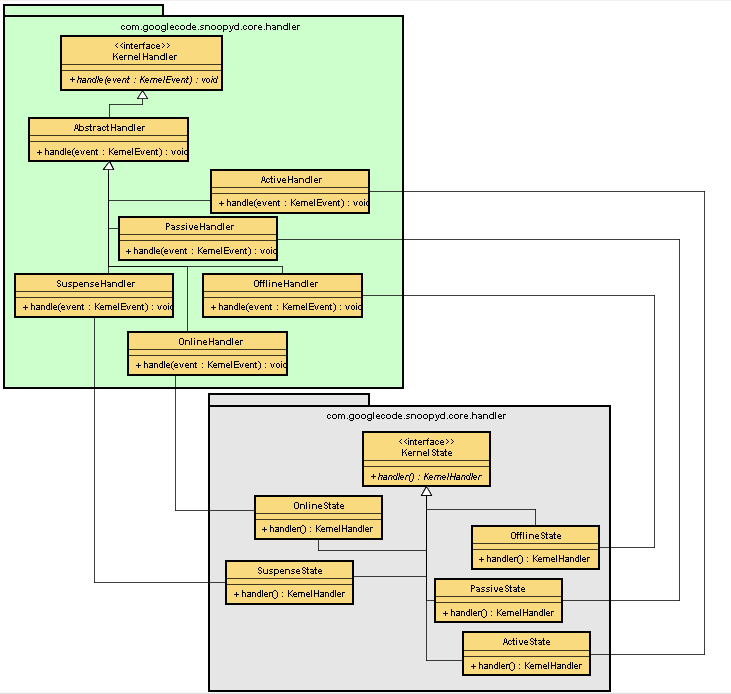 com.googlecode.snoopyd.core.handler
<<interface>>
KernelHandler
+ handle(event : KernelEvent) : void
AbstractHandler
+ handle(event : KernelEvent) : void
ActiveHandler
+ handle(event : KernelEvent) : void
PassiveHandler
+ handle(event : KernelEvent) : void
SuspenseHandler
+ handle(event : KernelEvent) : void
OfflineHandler
+ handle(event : KernelEvent) : void
OnlineHandler
+ handle(event : KernelEvent) : void
com.googlecode.snoopyd.core.handler
<<interface>>
KernelState
+ handler() : KernelHandler
OnlineState
+ handler() : KernelHandler
OfflineState
+ handler() : KernelHandler
SuspenseState
+ handler() : KernelHandler
PassiveState
+ handler() : KernelHandler
ActiveState
+ handler() : KernelHandler